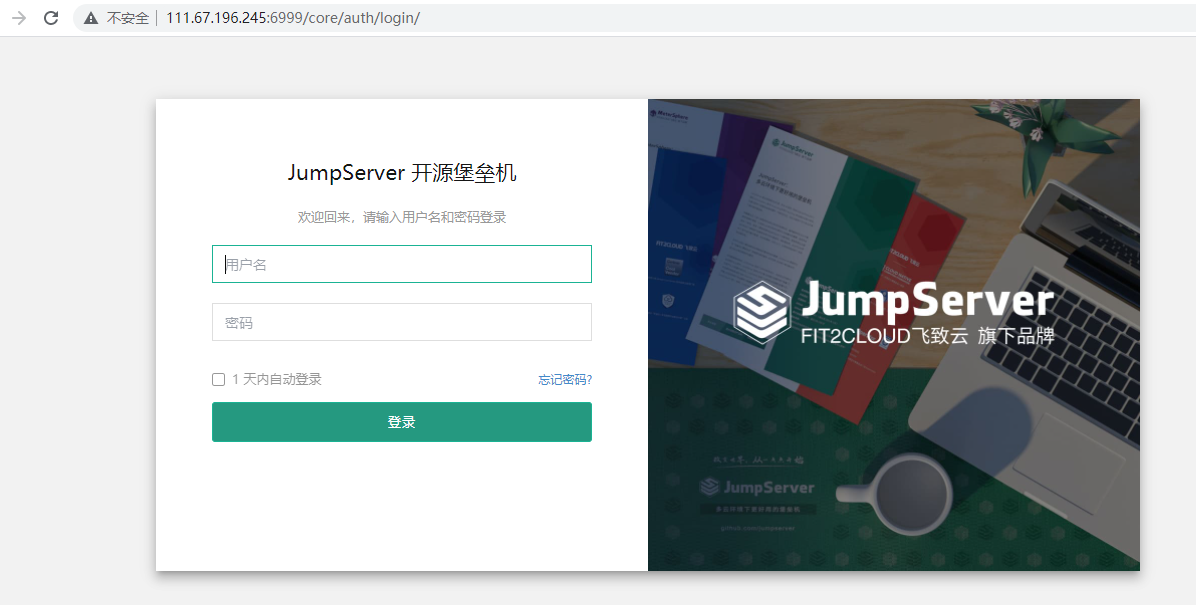 不安全 | 111.67.196.245:6999/core/auth/login/
JumpServer 开源堡垒机
欢迎回来，请输入用户名和密码登录
用户名
密码
1 天内自动登录
忘记密码?
登录
JumpServer
JumpServer
FIT2CLOUD飞致云 旗下品牌
JumpServer